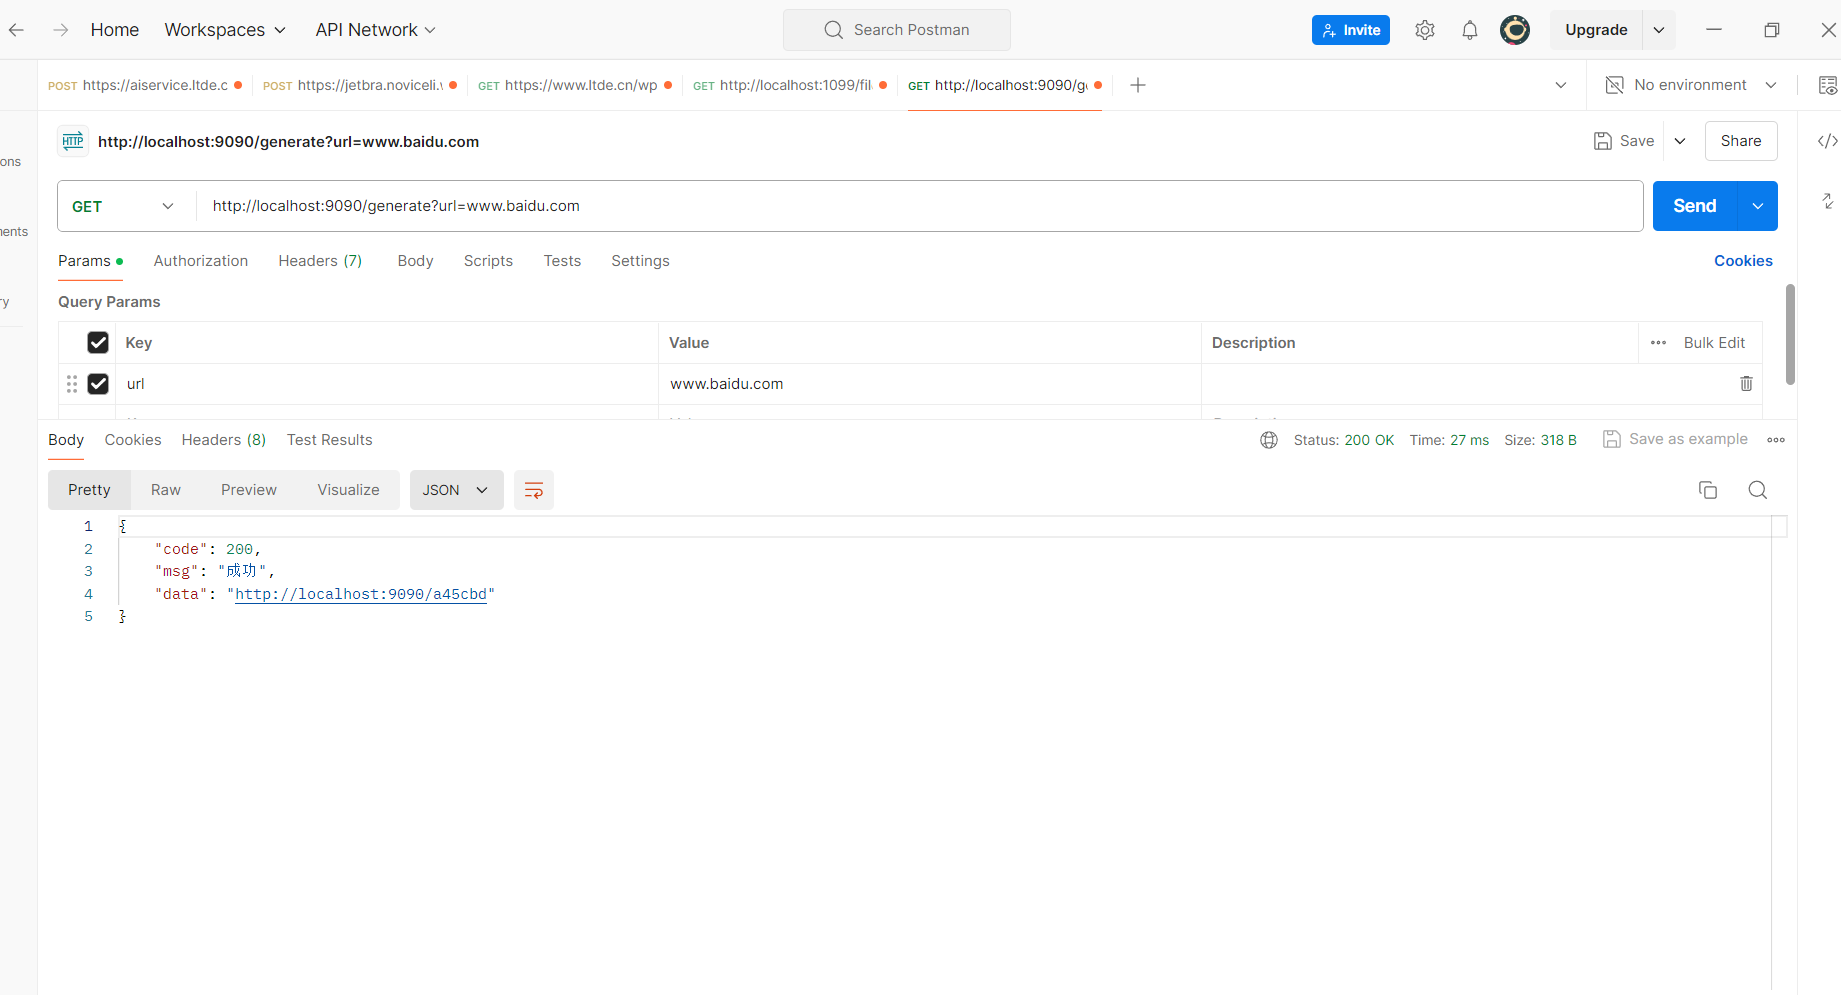 Home Workspaces API Network Search Postman Invite Upgrade
POST https://aiservice.ltde.c POST https://jetbra.noviceli.v GET https://www.ltde.cn/wp GET http://localhost:1099/fil GET http://localhost:9090/ge No environment
HTTP http://localhost:9090/generate?url=www.baidu.com Save Share
ons
GET http://localhost:9090/generate?url=www.baidu.com Send
nents
Params Authorization Headers (7) Body Scripts Tests Settings Cookies
ry
Query Params
Key Value Description Bulk Edit
url www.baidu.com
Body Cookies Headers (8) Test Results Status: 200 OK Time: 27 ms Size: 318 B Save as example
Pretty Raw Preview Visualize JSON
1 {
2 "code": 200,
3 "msg": "成功",
4 "data": "http://localhost:9090/a45cbd"
5 }